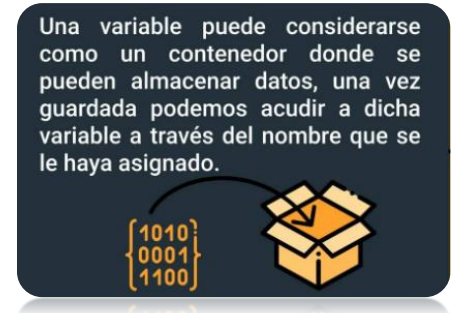 Una variable puede considerarse
como un contenedor donde se
pueden almacenar datos, una vez
guardada podemos acudir a dicha
variable a través del nombre que se
le haya asignado.
1010
0001
1100